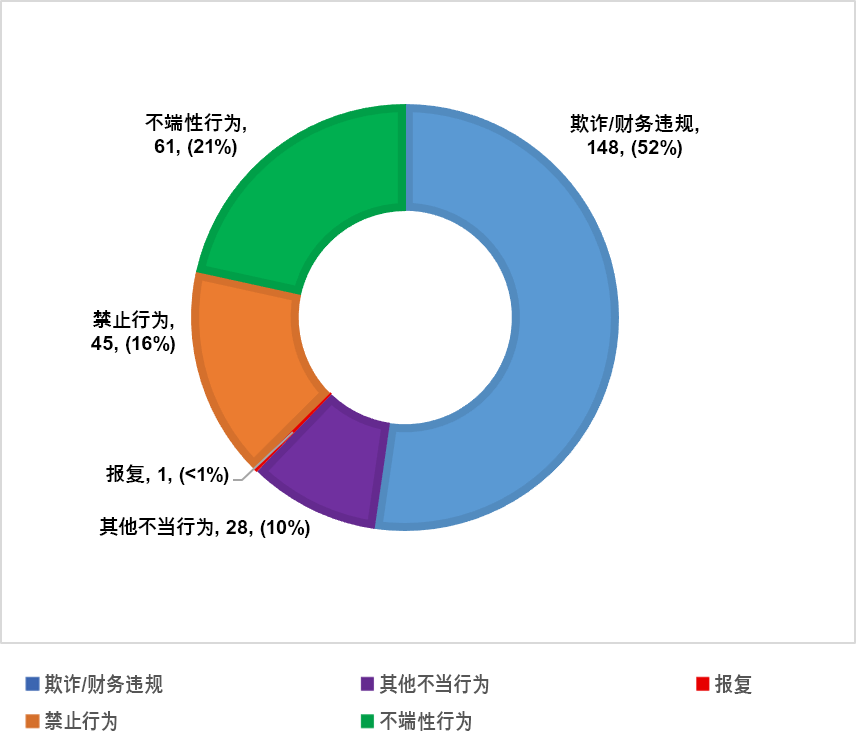 不端性行为,
61, (21%)
欺诈/财务违规,
148, (52%)
禁止行为,
45, (16%)
报复, 1, (<1%)
其他不当行为, 28, (10%)
欺诈/财务违规
其他不当行为
报复
禁止行为
不端性行为